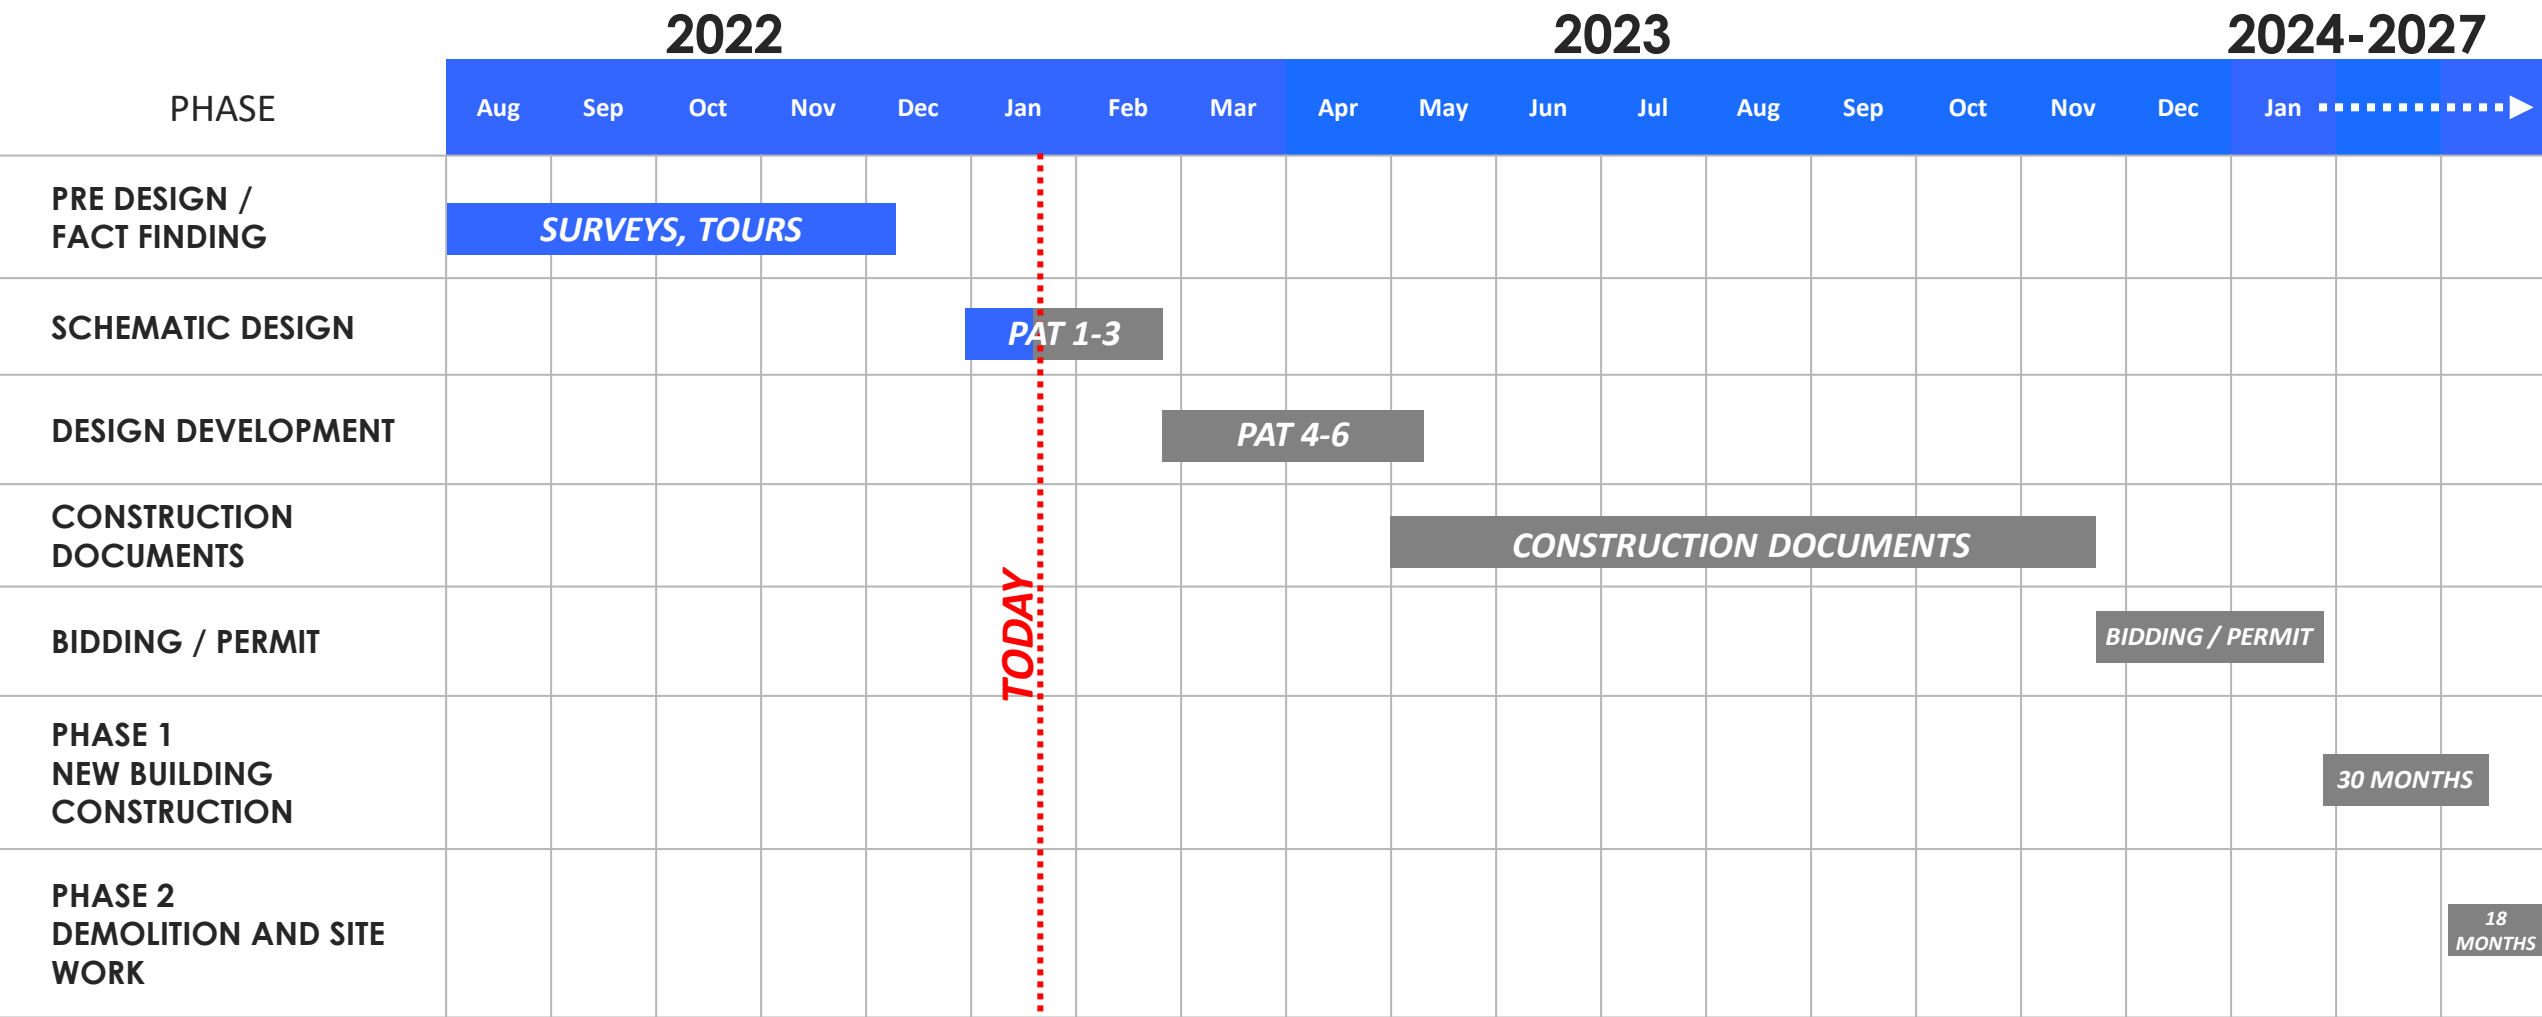 2022
2023
2024-2027
PHASE
Aug
Sep
Oct
Nov
Dec
Jan
Feb
Mar
Apr
May
Jun
Jul
Aug
Sep
Oct
Nov
Dec
Jan
PRE DESIGN /
FACT FINDING
SURVEYS, TOURS
SCHEMATIC DESIGN
PAT 1-3
DESIGN DEVELOPMENT
PAT 4-6
CONSTRUCTION
DOCUMENTS
CONSTRUCTION DOCUMENTS
TODAY
BIDDING / PERMIT
BIDDING / PERMIT
PHASE 1
NEW BUILDING
CONSTRUCTION
30 MONTHS
PHASE 2
DEMOLITION AND SITE
WORK
18
MONTHS